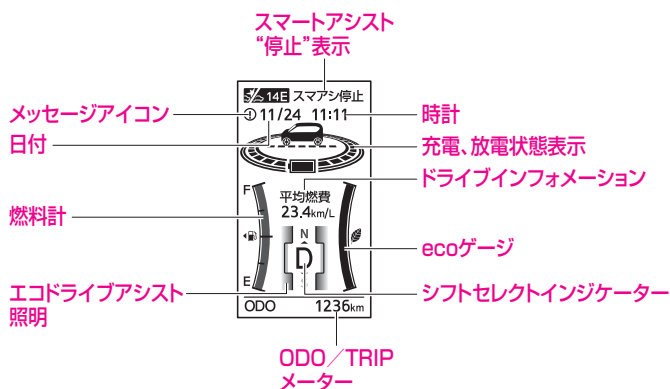 スマートアシスト
“停止”表示
14E スマアシ停止
メッセージアイコン
11/24 11:11
時計
日付
充電、放電状態表示
ドライブインフォメーション
平均燃費
23.4km/L
F
燃料計
N
D
ecoゲージ
E
エコドライブアシスト
照明
シフトセレクトインジケーター
ODO 1236km
ODO／TRIP
メーター